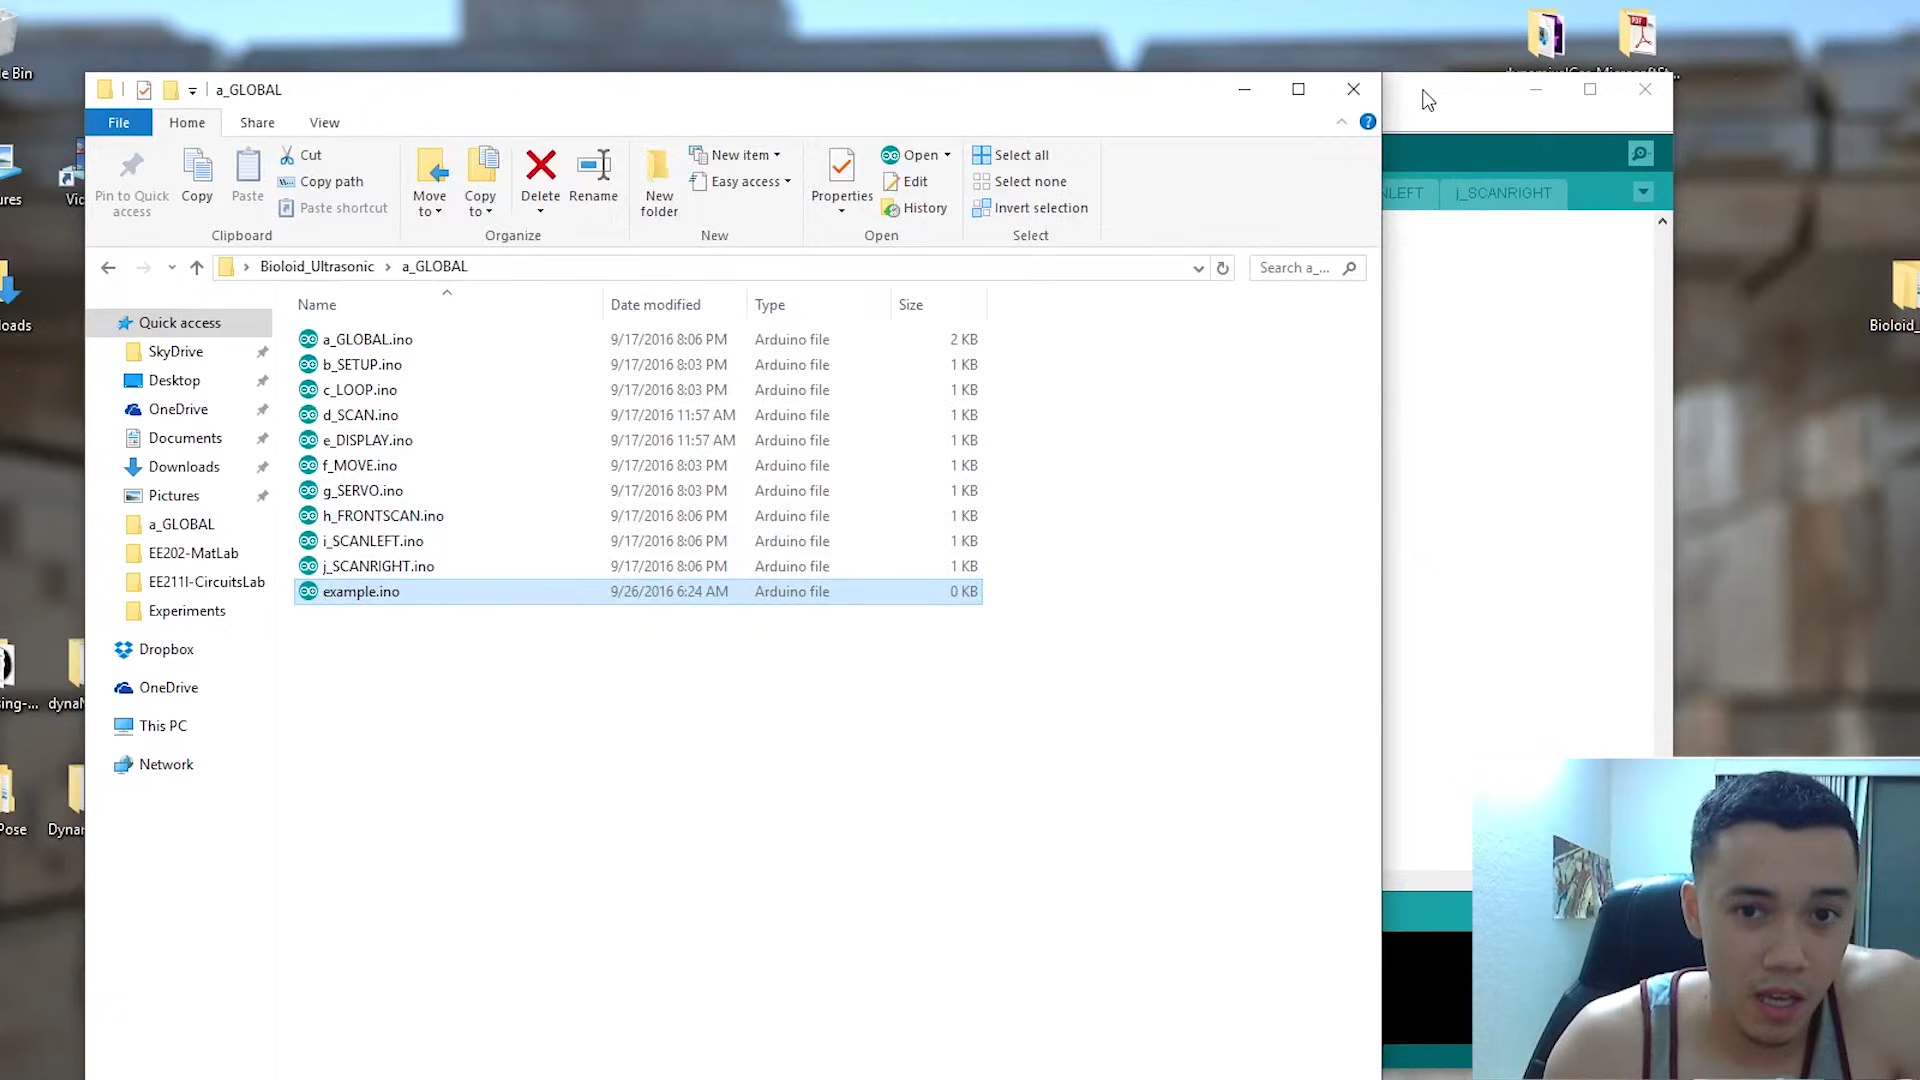 le Bin
ures
Vic
oads
sing-...
dynaM
Pose
Dynar
Bioloid_
a_GLOBAL
File
Home
Share
View
Pin to Quick access
Copy
Paste
Cut
Copy path
Paste shortcut
Clipboard
Move to
Copy to
Delete
Rename
Organize
New folder
New item
Easy access
New
Properties
Open
Edit
History
Open
Select all
Select none
Invert selection
Select
Bioloid_Ultrasonic > a_GLOBAL
Search a_...
NLEFT
j_SCANRIGHT
Quick access
SkyDrive
Desktop
OneDrive
Documents
Downloads
Pictures
a_GLOBAL
EE202-MatLab
EE211l-CircuitsLab
Experiments
Dropbox
OneDrive
This PC
Network
Name Date modified Type Size
a_GLOBAL.ino 9/17/2016 8:06 PM Arduino file 2 KB
b_SETUP.ino 9/17/2016 8:03 PM Arduino file 1 KB
c_LOOP.ino 9/17/2016 8:03 PM Arduino file 1 KB
d_SCAN.ino 9/17/2016 11:57 AM Arduino file 1 KB
e_DISPLAY.ino 9/17/2016 11:57 AM Arduino file 1 KB
f_MOVE.ino 9/17/2016 8:03 PM Arduino file 1 KB
g_SERVO.ino 9/17/2016 8:03 PM Arduino file 1 KB
h_FRONTSCAN.ino 9/17/2016 8:06 PM Arduino file 1 KB
i_SCANLEFT.ino 9/17/2016 8:06 PM Arduino file 1 KB
j_SCANRIGHT.ino 9/17/2016 8:06 PM Arduino file 1 KB
example.ino 9/26/2016 6:24 AM Arduino file 0 KB